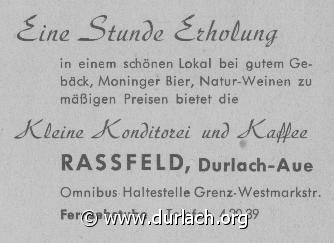 Eine Stunde Erholung
in einem schönen Lokal bei gutem Ge-
bäck, Moninger Bier, Natur-Weinen zu
mäßigen Preisen bietet die
Kleine Konditorei und Kaffee
RASSFELD, Durlach-Aue
Omnibus-Haltestelle Grenz-Westmarkstr.
© www.durlach.org